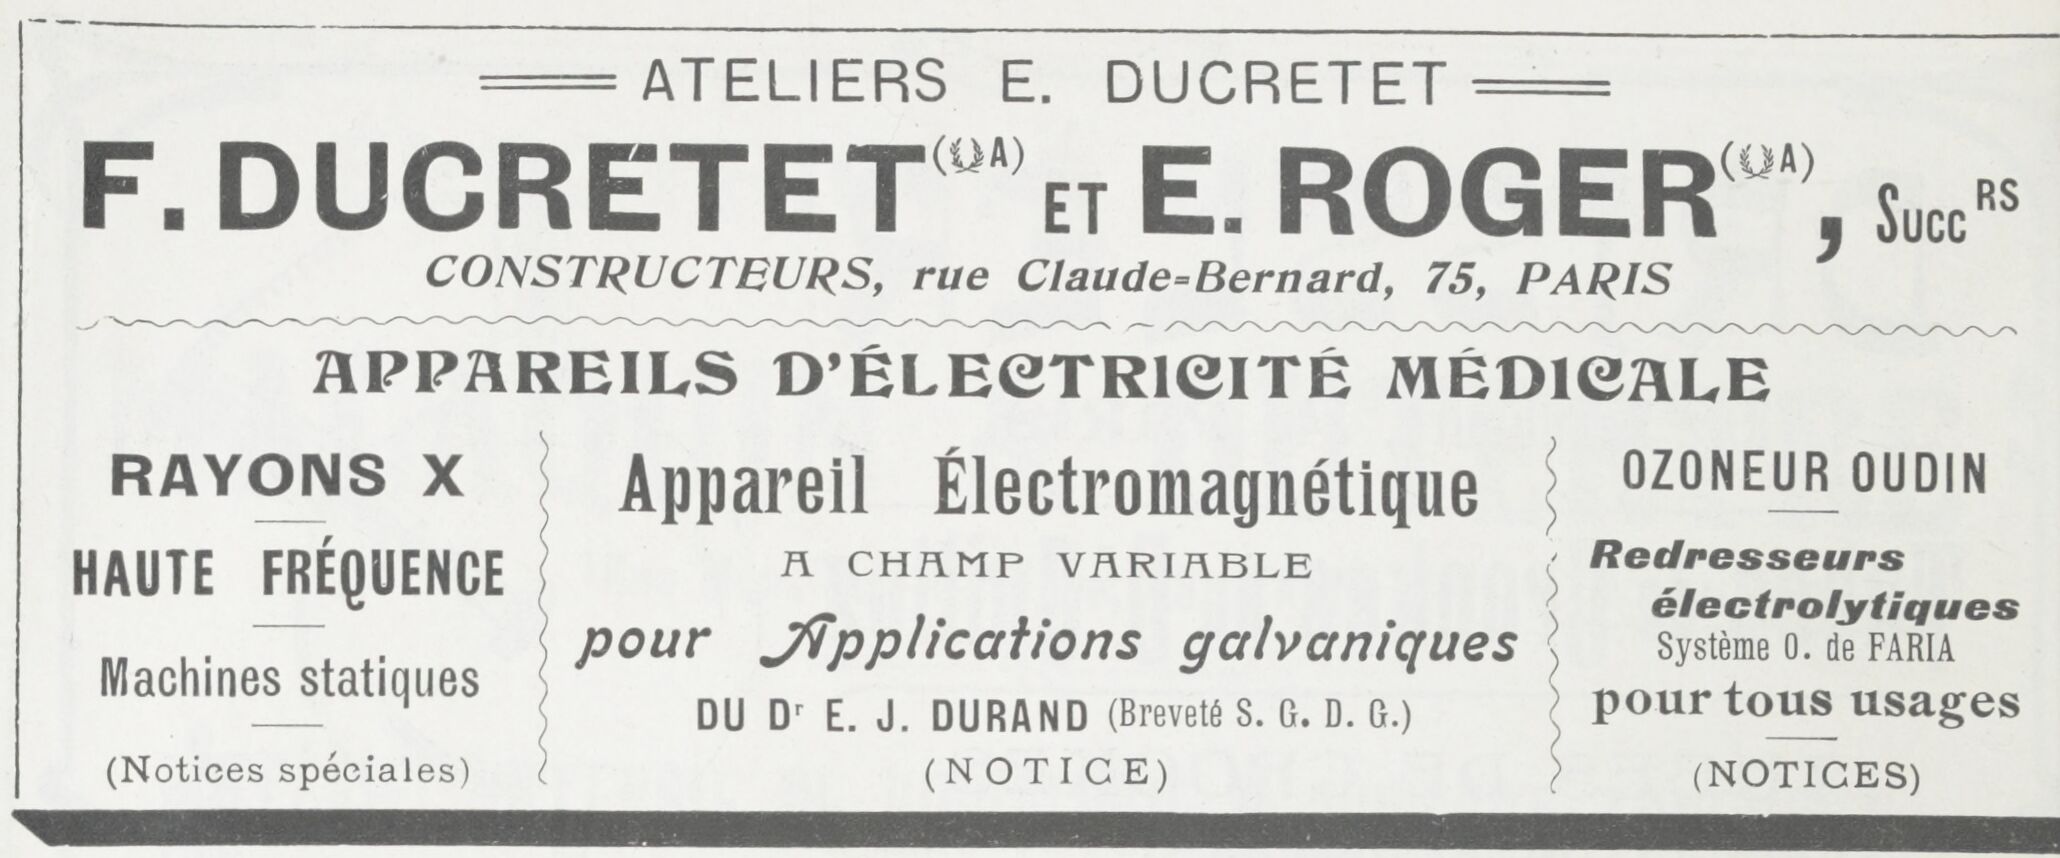 ATELIERS E. DUCRETET
F. DUCRETET (A) ET E. ROGER (A), SUCCRS
CONSTRUCTEURS, rue Claude=Bernard, 75, PARIS
APPAREILS D'ÉLECTRICITÉ MÉDICALE
RAYONS X
HAUTE FRÉQUENCE
Machines statiques
(Notices spéciales)
Appareil Électromagnétique
A CHAMP VARIABLE
pour Applications galvaniques
DU Dr E. J. DURAND (Breveté S. G. D. G.)
(NOTICE)
OZONEUR OUDIN
Redresseurs
électrolytiques
Système O. de FARIA
pour tous usages
(NOTICES)